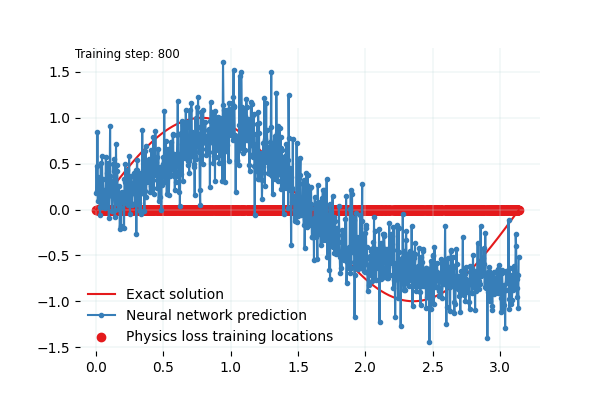 Training step: 800
1.5
1.0
0.5
0.0
−0.5
−1.0
−1.5
Exact solution
Neural network prediction
Physics loss training locations
0.0 0.5 1.0 1.5 2.0 2.5 3.0